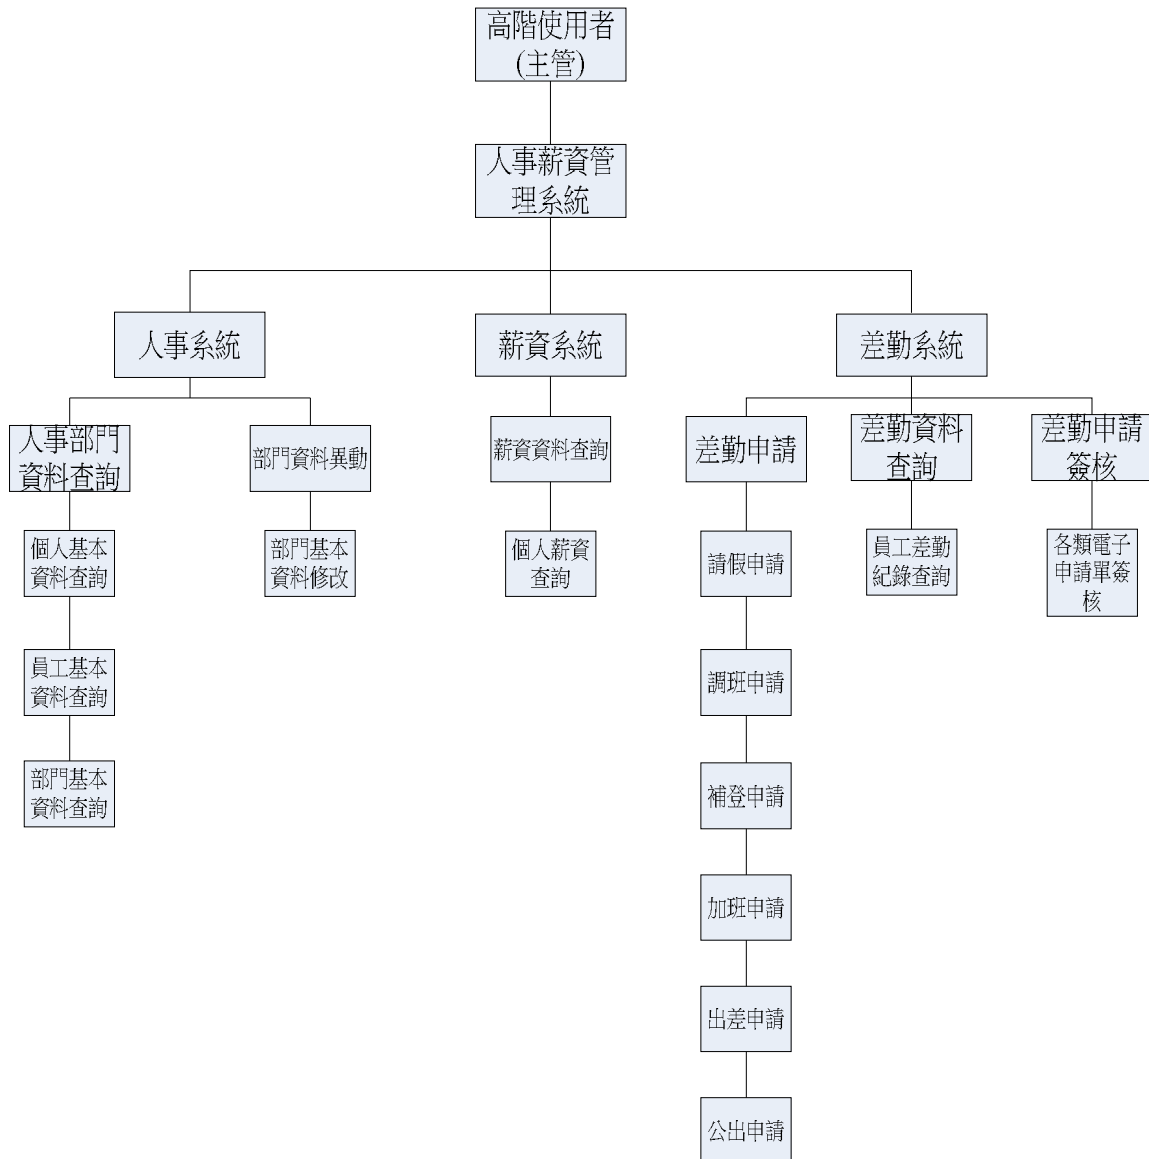 高階使用者
(主管)
人事薪資管
理系統
人事系統
薪資系統
差勤系統
人事部門
資料查詢
部門資料異動
薪資資料查詢
差勤申請
差勤資料
查詢
差勤申請
簽核
個人基本
資料查詢
部門基本
資料修改
個人薪資
查詢
請假申請
員工差勤
紀錄查詢
各類電子
申請單簽
核
員工基本
資料查詢
調班申請
部門基本
資料查詢
補登申請
加班申請
出差申請
公出申請